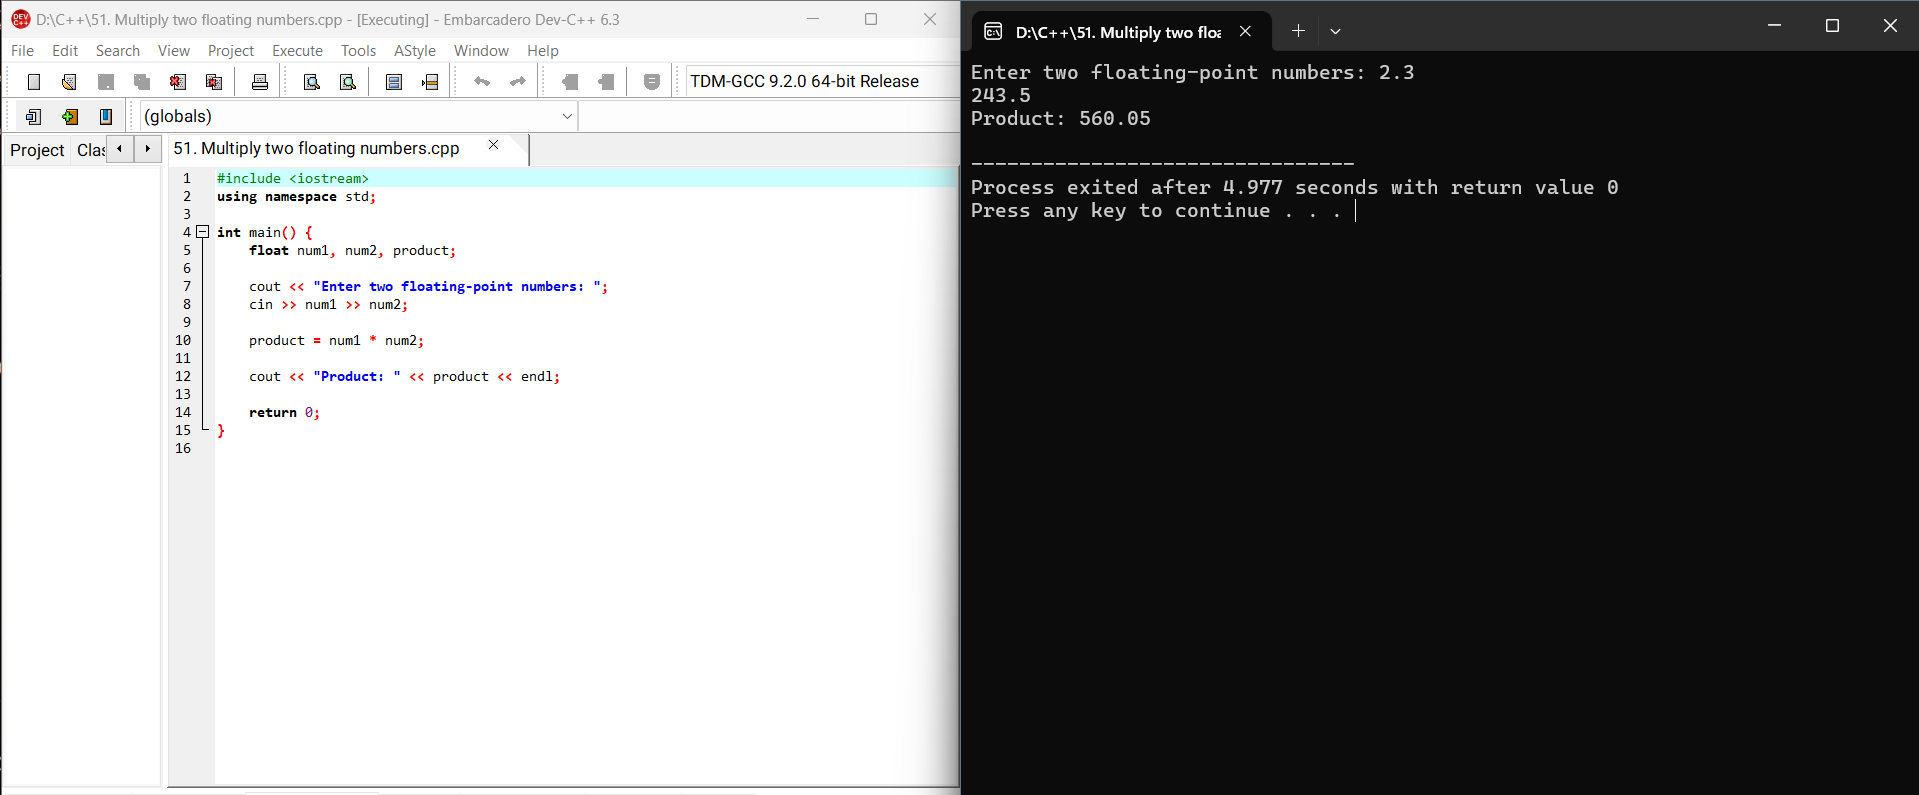 D:\C++\51. Multiply two floating numbers.cpp - [Executing] - Embarcadero Dev-C++ 6.3
File Edit Search View Project Execute Tools AStyle Window Help
TDM-GCC 9.2.0 64-bit Release
(globals)
Project Clas
51. Multiply two floating numbers.cpp
1 #include <iostream>
2 using namespace std;
3
4 int main() {
5 float num1, num2, product;
6
7 cout << "Enter two floating-point numbers: ";
8 cin >> num1 >> num2;
9
10 product = num1 * num2;
11
12 cout << "Product: " << product << endl;
13
14 return 0;
15 }
16
D:\C++\51. Multiply two floa
Enter two floating-point numbers: 2.3
243.5
Product: 560.05
--------------------------------
Process exited after 4.977 seconds with return value 0
Press any key to continue . . .